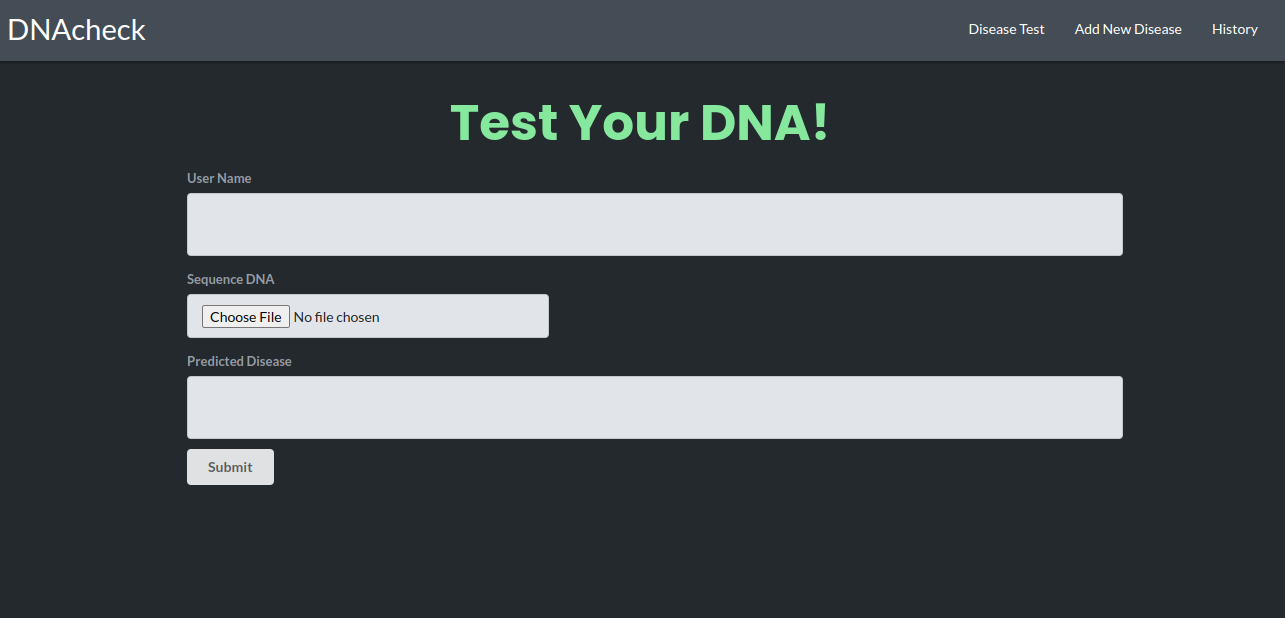 DNAcheck
Disease Test Add New Disease History
Test Your DNA!
User Name
Sequence DNA
Choose File No file chosen
Predicted Disease
Submit